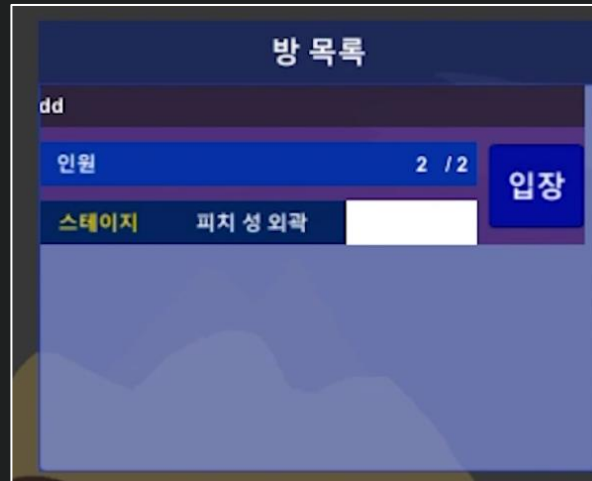 방 목록
dd
인원 2 /2
입장
스테이지 피치 성 외곽